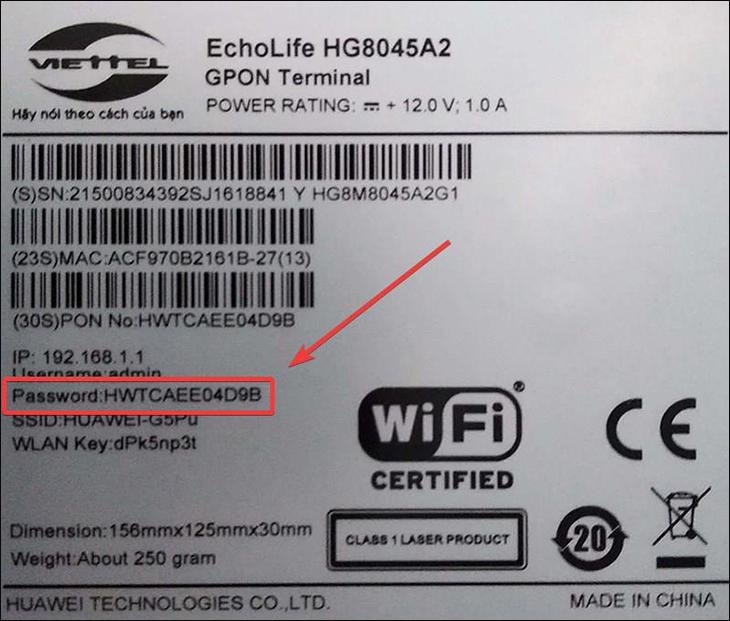 VIETTEL
Hãy nói theo cách của bạn
EchoLife HG8045A2
GPON Terminal
POWER RATING: ⎓ + 12.0 V; 1.0 A
(S)SN:21500834392SJ1618841 Y HG8M8045A2G1
(23S)MAC:ACF970B2161B-27(13)
(30S)PON No:HWTCAEE04D9B
IP: 192.168.1.1
Username:admin
Password:HWTCAEE04D9B
SSID:HUAWEI-G5Pu
WLAN Key:dPk5np3t
Wi Fi ®
CERTIFIED
CE
Dimension:156mmx125mmx30mm
Weight:About 250 gram
CLASS 1 LASER PRODUCT
20
HUAWEI TECHNOLOGIES CO.,LTD.
MADE IN CHINA